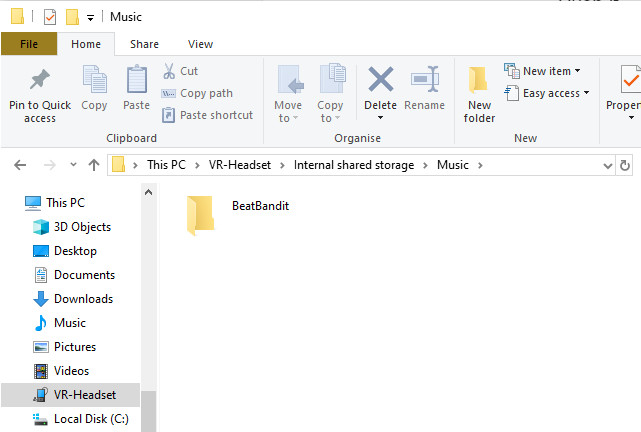 Music
File Home Share View
Pin to Quick access
Copy
Paste
Cut
Copy path
Paste shortcut
Clipboard
Move to
Copy to
Delete
Rename
Organise
New folder
New item
Easy access
New
Propert
This PC > VR-Headset > Internal shared storage > Music >
This PC
3D Objects
Desktop
Documents
Downloads
Music
Pictures
Videos
VR-Headset
Local Disk (C:)
BeatBandit